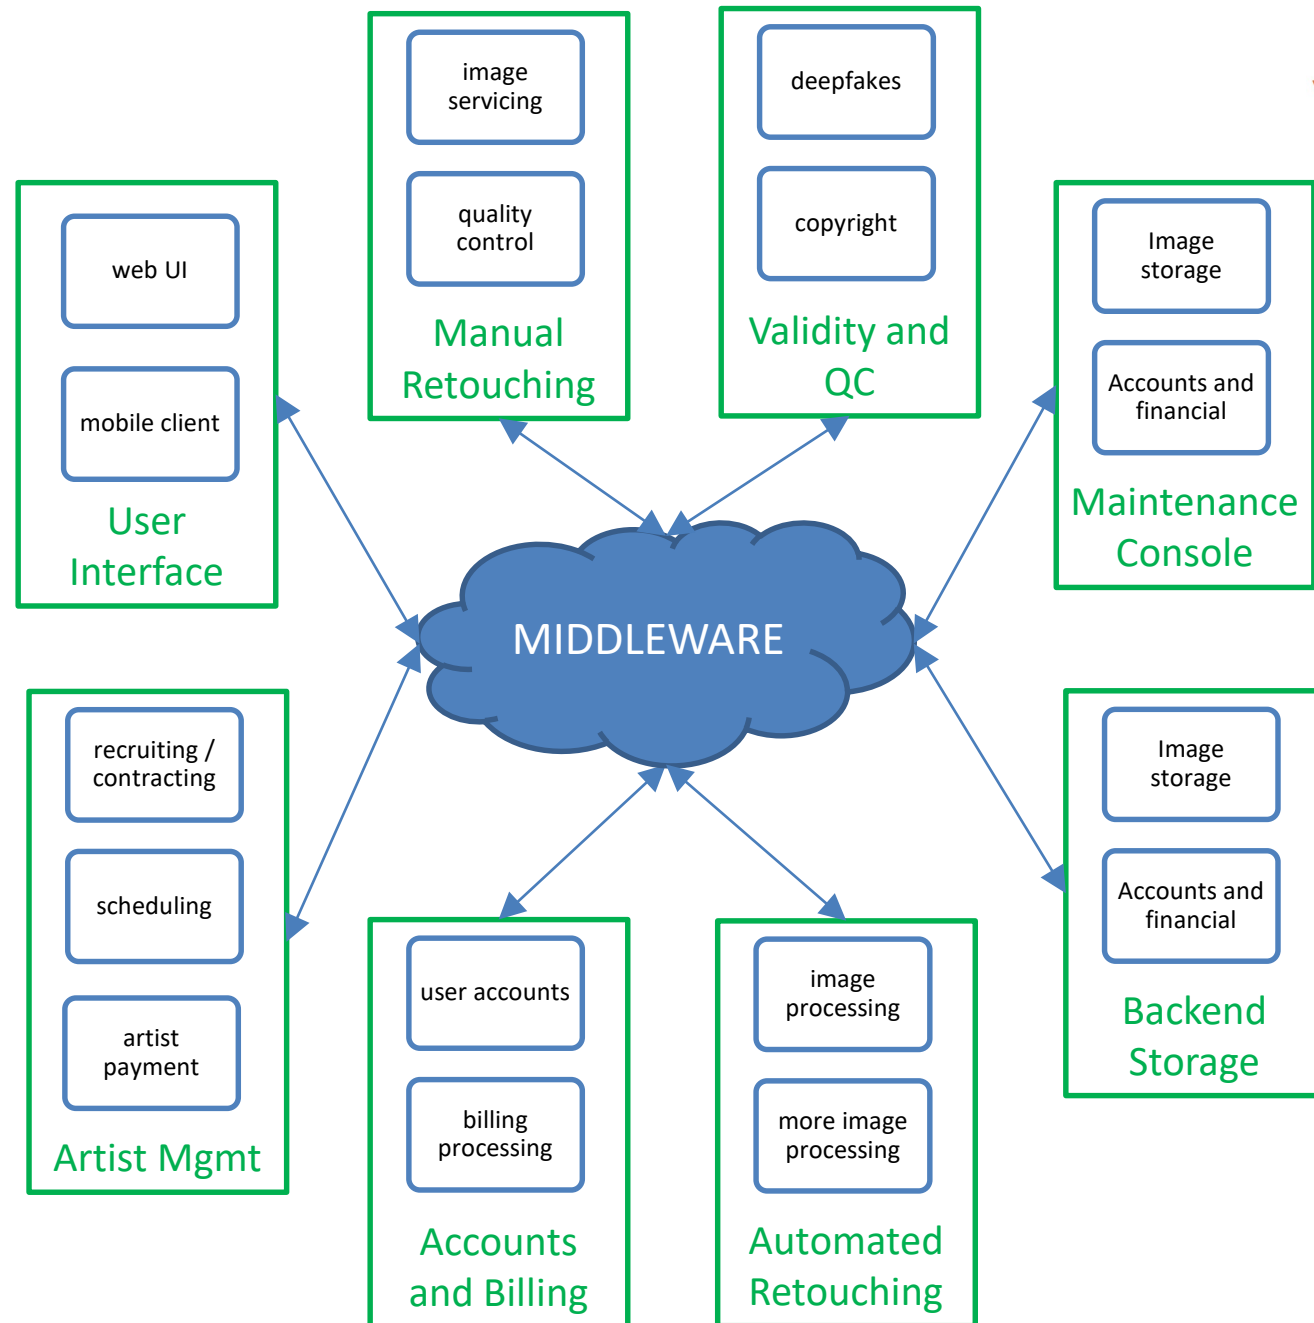 image
servicing
quality
control
Manual
Retouching
deepfakes
copyright
Validity and
QC
web UI
mobile client
User
Interface
Image
storage
Accounts and
financial
Maintenance
Console
MIDDLEWARE
recruiting /
contracting
scheduling
artist
payment
Artist Mgmt
user accounts
billing
processing
Accounts
and Billing
image
processing
more image
processing
Automated
Retouching
Image
storage
Accounts and
financial
Backend
Storage